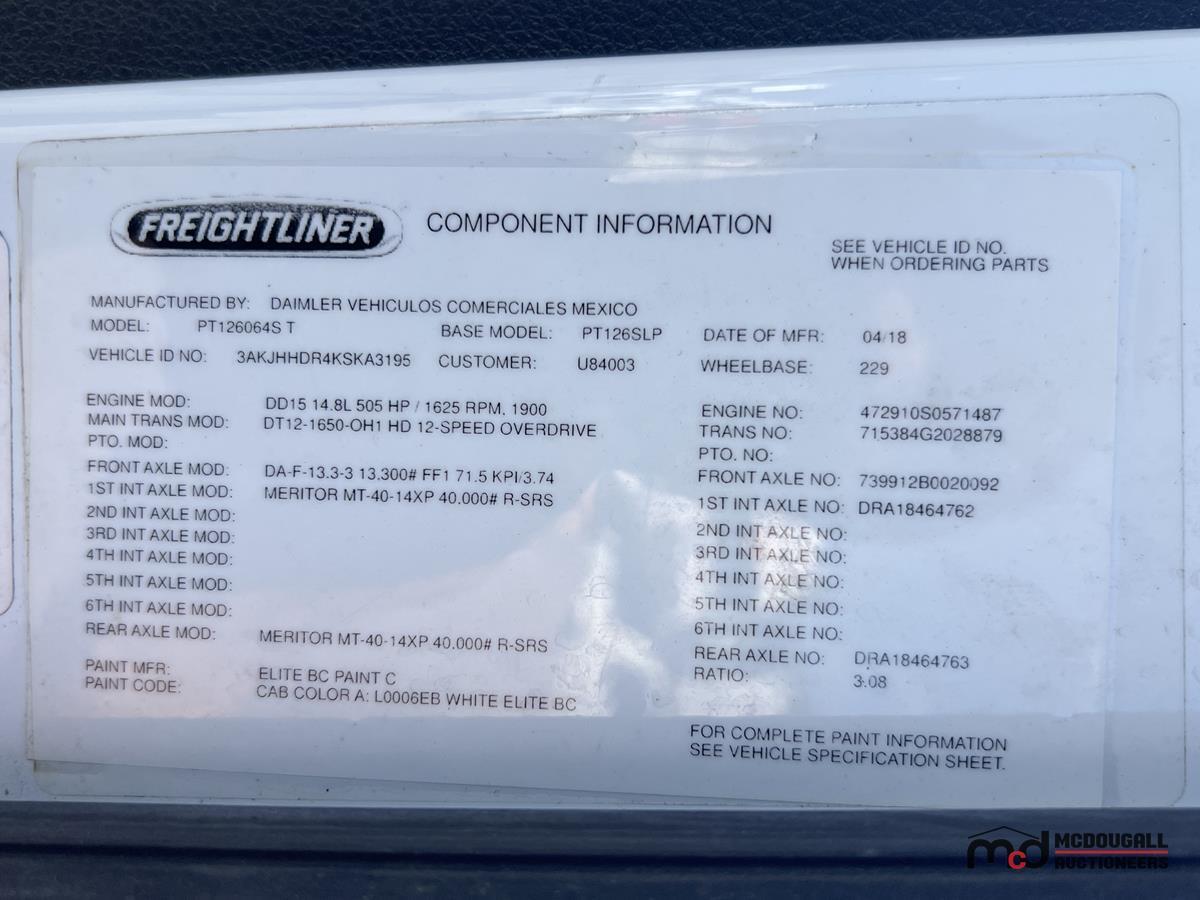 FREIGHTLINER COMPONENT INFORMATION
SEE VEHICLE ID NO.
WHEN ORDERING PARTS
MANUFACTURED BY: DAIMLER VEHICULOS COMERCIALES MEXICO
MODEL: PT126064S T BASE MODEL: PT126SLP DATE OF MFR: 04/18
VEHICLE ID NO: 3AKJHHDR4KSKA3195 CUSTOMER: U84003 WHEELBASE: 229
ENGINE MOD: DD15 14.8L 505 HP / 1625 RPM, 1900 ENGINE NO: 472910S0571487
MAIN TRANS MOD: DT12-1650-OH1 HD 12-SPEED OVERDRIVE TRANS NO: 715384G2028879
PTO. MOD: PTO. NO:
FRONT AXLE MOD: DA-F-13.3-3 13.300# FF1 71.5 KPI/3.74 FRONT AXLE NO: 739912B0020092
1ST INT AXLE MOD: MERITOR MT-40-14XP 40.000# R-SRS 1ST INT AXLE NO: DRA18464762
2ND INT AXLE MOD: 2ND INT AXLE NO:
3RD INT AXLE MOD: 3RD INT AXLE NO:
4TH INT AXLE MOD: 4TH INT AXLE NO:
5TH INT AXLE MOD: 5TH INT AXLE NO:
6TH INT AXLE MOD: 6TH INT AXLE NO:
REAR AXLE MOD: MERITOR MT-40-14XP 40.000# R-SRS REAR AXLE NO: DRA18464763
PAINT MFR: ELITE BC PAINT C RATIO: 3.08
PAINT CODE: CAB COLOR A: L0006EB WHITE ELITE BC
FOR COMPLETE PAINT INFORMATION
SEE VEHICLE SPECIFICATION SHEET.
mcd MCDOUGALL
AUCTIONEERS